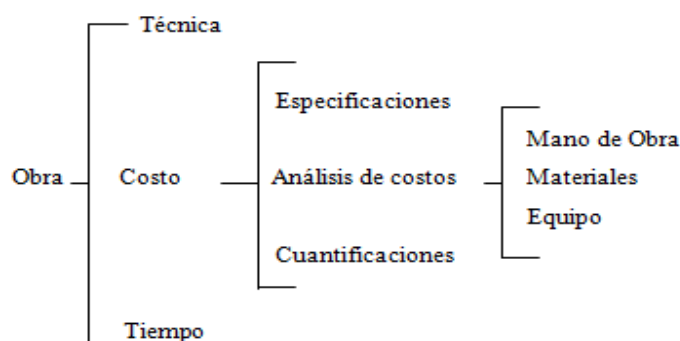 Técnica
Especificaciones
Mano de Obra
Obra
Costo
Análisis de costos
Materiales
Equipo
Cuantificaciones
Tiempo